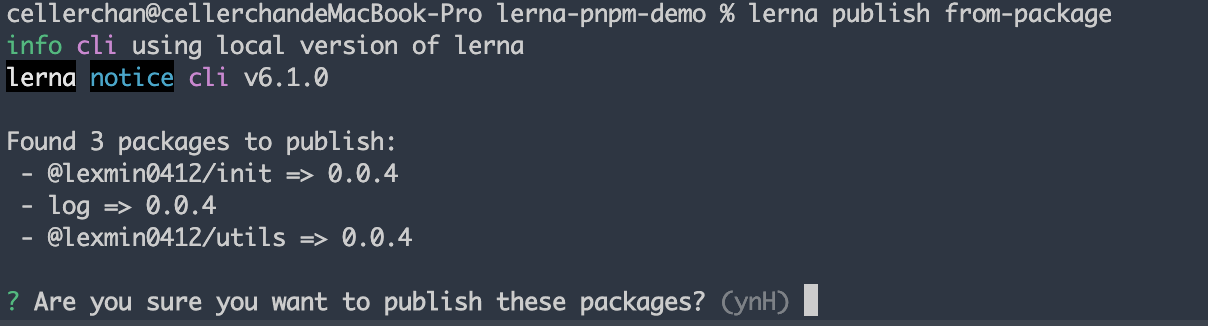 cellerchan@cellerchandeMacBook-Pro lerna-pnpm-demo % lerna publish from-package
info cli using local version of lerna
lerna notice cli v6.1.0
Found 3 packages to publish:
- @lexmin0412/init => 0.0.4
- log => 0.0.4
- @lexmin0412/utils => 0.0.4
? Are you sure you want to publish these packages? (ynH)